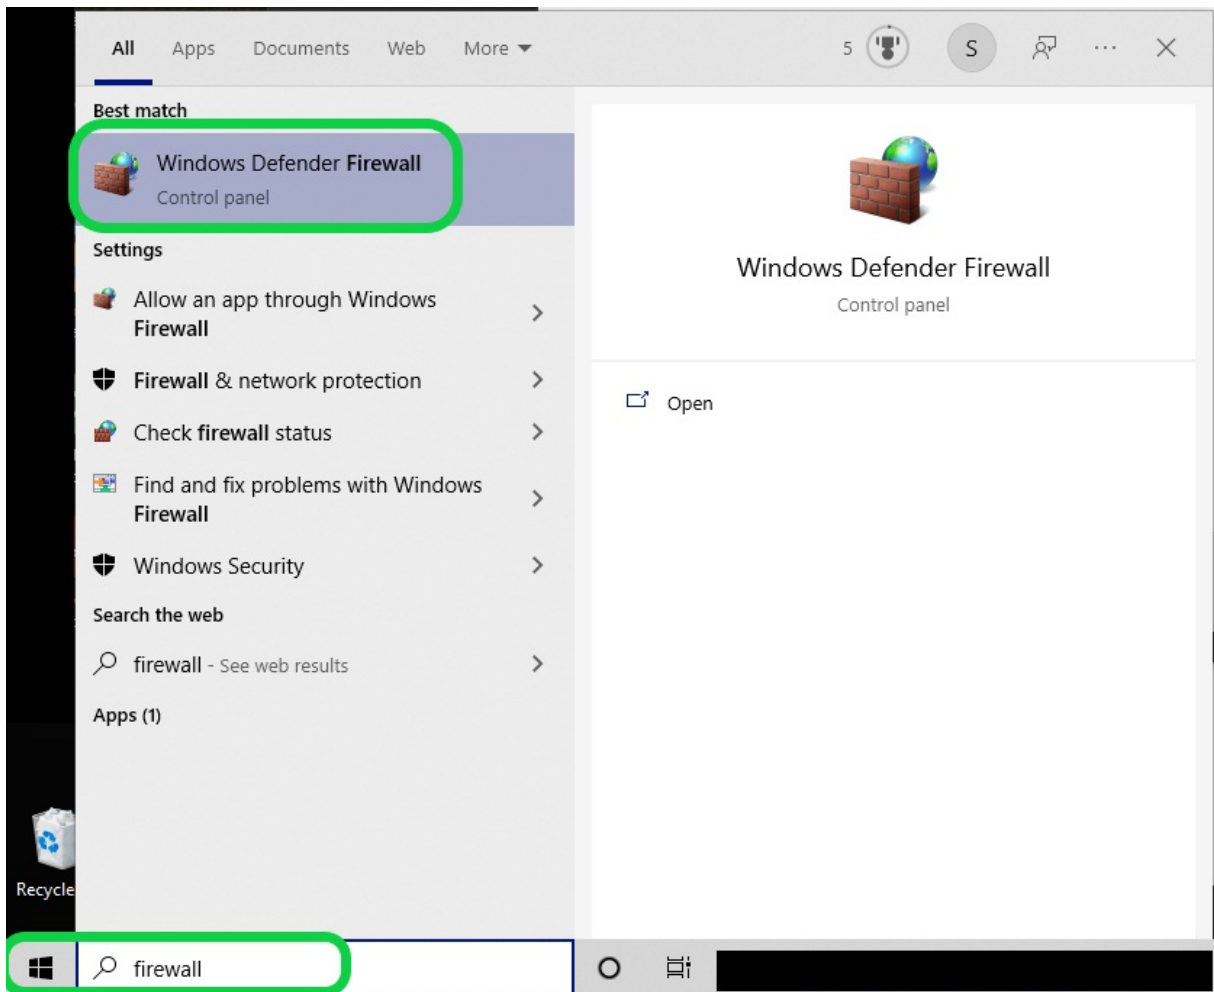 All Apps Documents Web More 5 S ...
Best match
Windows Defender Firewall
Control panel
Settings
Allow an app through Windows
Firewall
Firewall & network protection
Check firewall status
Find and fix problems with Windows
Firewall
Windows Security
Search the web
firewall - See web results
Apps (1)
Windows Defender Firewall
Control panel
Open
Recycle
firewall